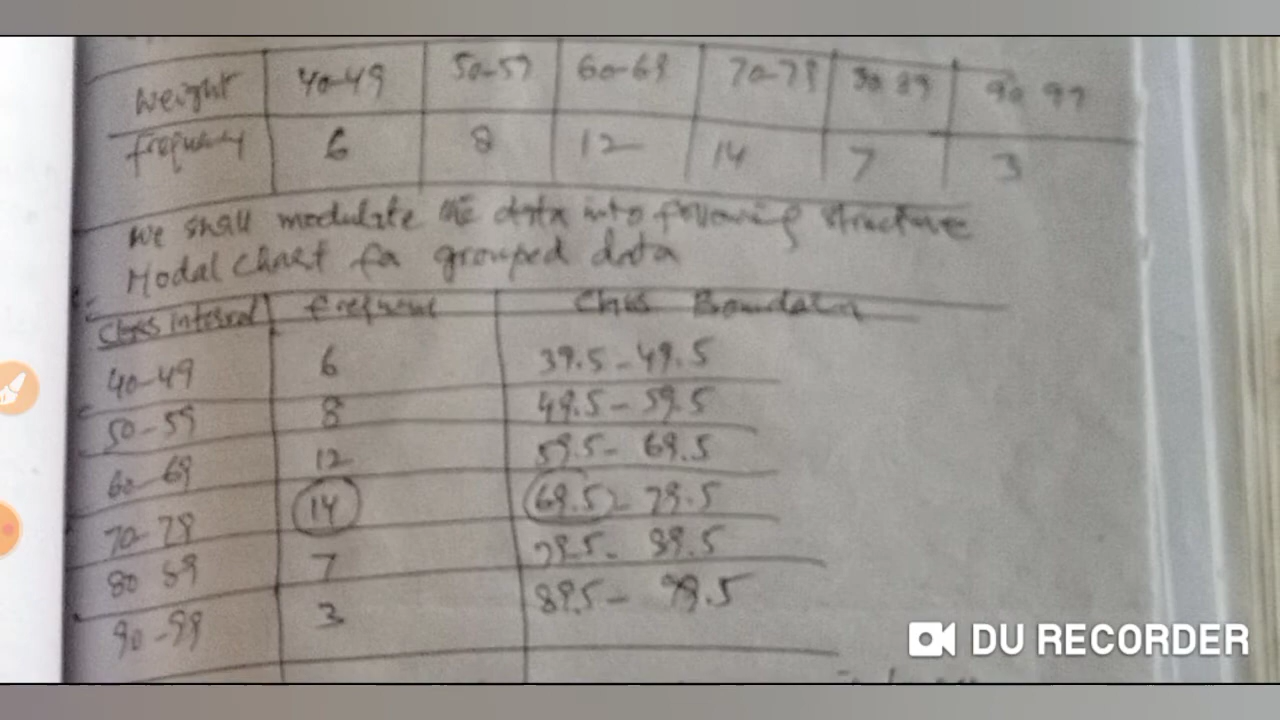 Weight 40-49 50-59 60-69 70-79 80 89 90 99
frequency 6 8 12 14 7 3
We shall modulate the data into following structure
Modal chart for grouped data
Class interval frequent Class Boundaries
40-49 6 39.5-49.5
50-59 8 49.5-59.5
60-69 12 59.5-69.5
70-79 14 69.5-79.5
80 89 7 79.5-89.5
90-99 3 89.5-99.5
DU RECORDER